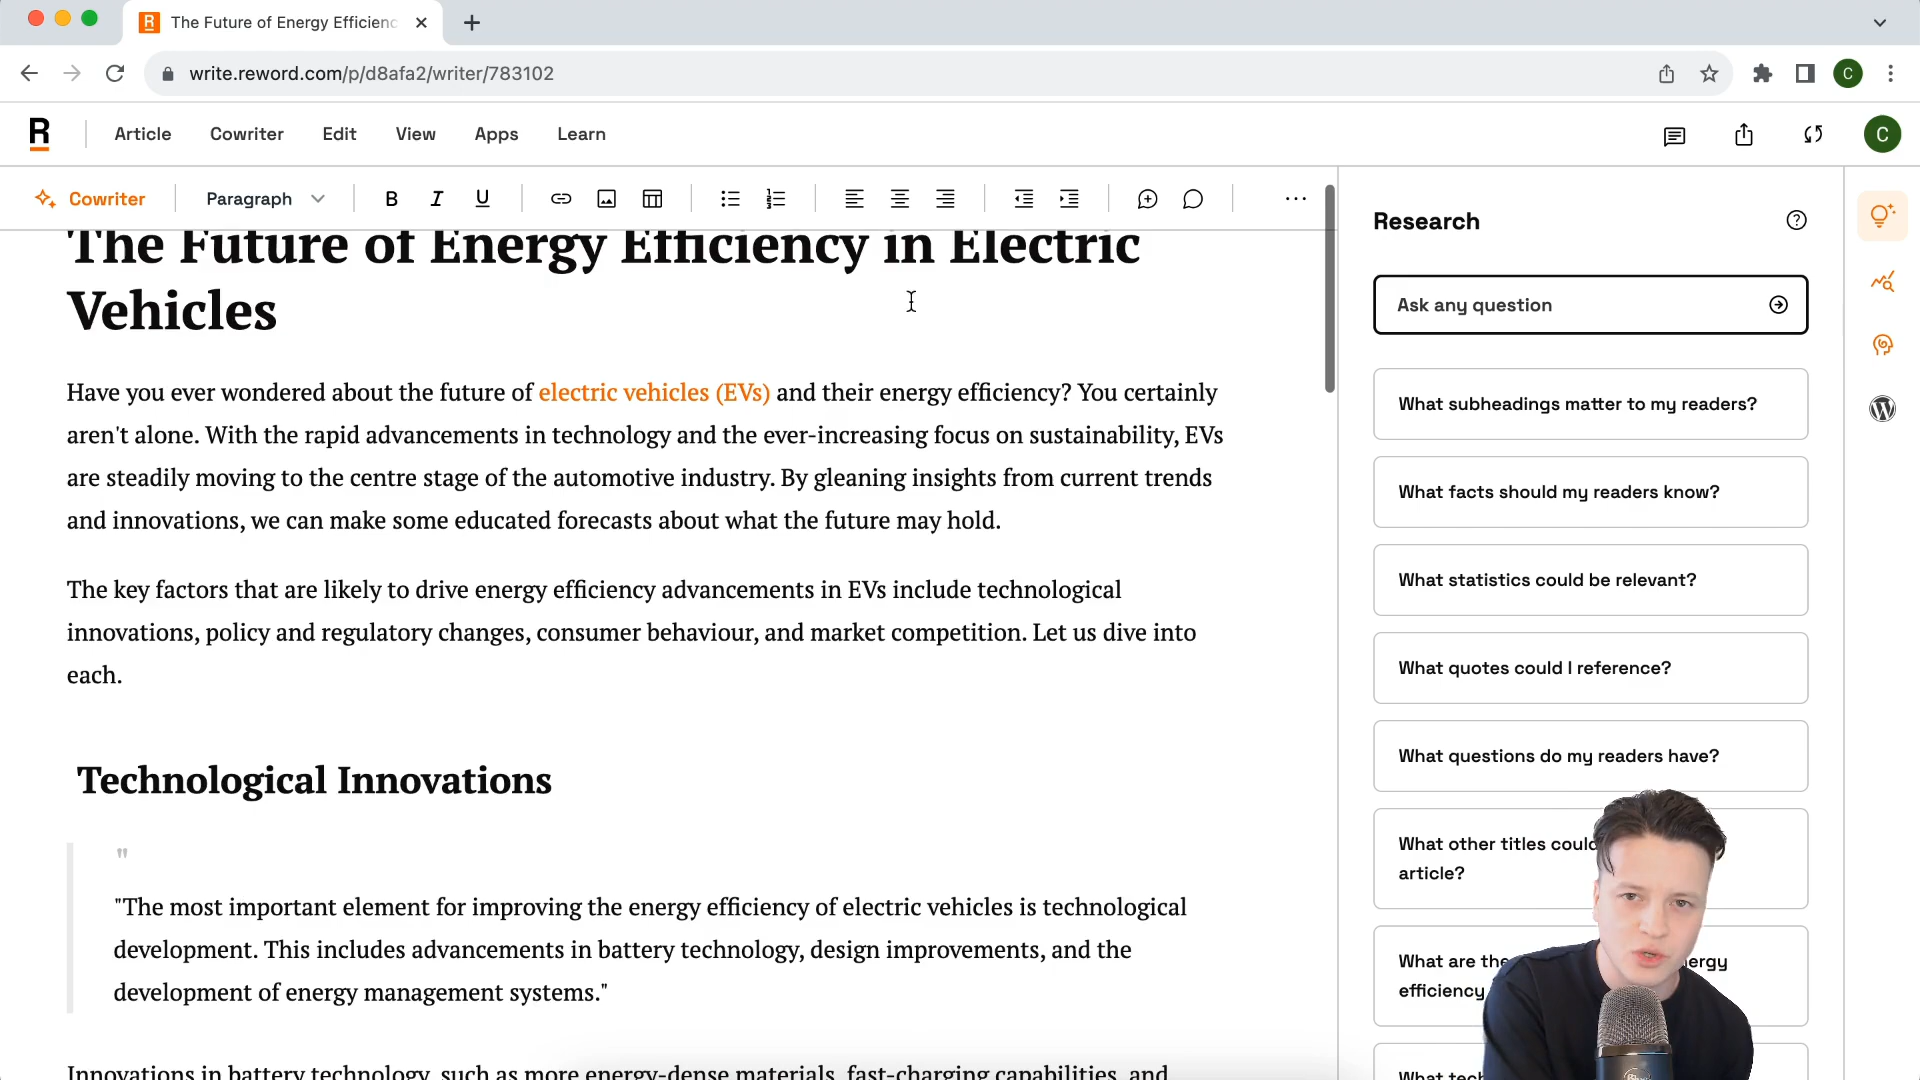 The Future of Energy Efficienc
write.reword.com/p/d8afa2/writer/783102
C
R
Article Cowriter Edit View Apps Learn
C
Cowriter Paragraph B I U
The Future of Energy Efficiency in Electric
Vehicles
Have you ever wondered about the future of electric vehicles (EVs) and their energy efficiency? You certainly
aren't alone. With the rapid advancements in technology and the ever-increasing focus on sustainability, EVs
are steadily moving to the centre stage of the automotive industry. By gleaning insights from current trends
and innovations, we can make some educated forecasts about what the future may hold.
The key factors that are likely to drive energy efficiency advancements in EVs include technological
innovations, policy and regulatory changes, consumer behaviour, and market competition. Let us dive into
each.
Technological Innovations
"
"The most important element for improving the energy efficiency of electric vehicles is technological
development. This includes advancements in battery technology, design improvements, and the
development of energy management systems."
Innovations in battery technology, such as more energy-dense materials, fast-charging capabilities, and
Research
Ask any question
What subheadings matter to my readers?
What facts should my readers know?
What statistics could be relevant?
What quotes could I reference?
What questions do my readers have?
What other titles could
article?
What are the
efficiency
What